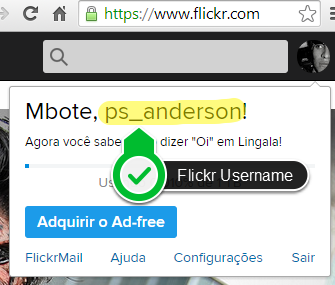 https://www.flickr.com
Mbote, ps_anderson!
Agora você sabe dizer "Oi" em Lingala!
Flickr Username
Adquirir o Ad-free
FlickrMail Ajuda Configurações Sair